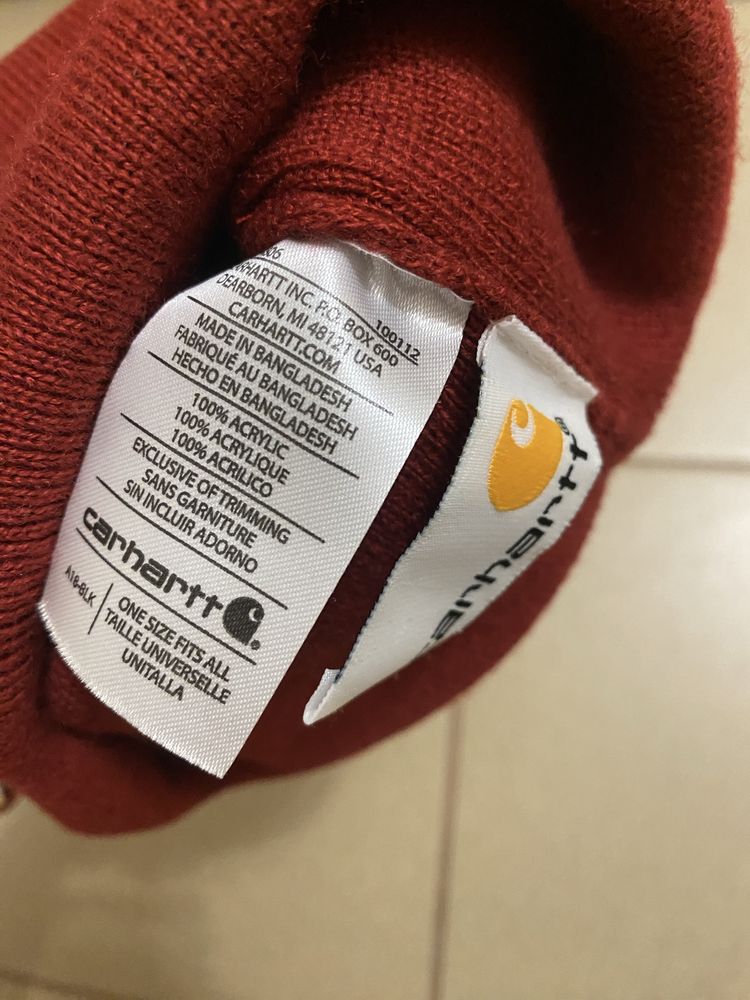 06
RHARTT INC. P.O. BOX 600
100112
DEARBORN, MI 48121 USA
CARHARTT.COM
MADE IN BANGLADESH
FABRIQUÉ AU BANGLADESH
HECHO EN BANGLADESH
100% ACRYLIC
100% ACRYLIQUE
100% ACRILICO
EXCLUSIVE OF TRIMMING
SANS GARNITURE
SIN INCLUIR ADORNO
carhartt
A18-BLK
ONE SIZE FITS ALL
TAILLE UNIVERSELLE
UNITALLA
carhartt®